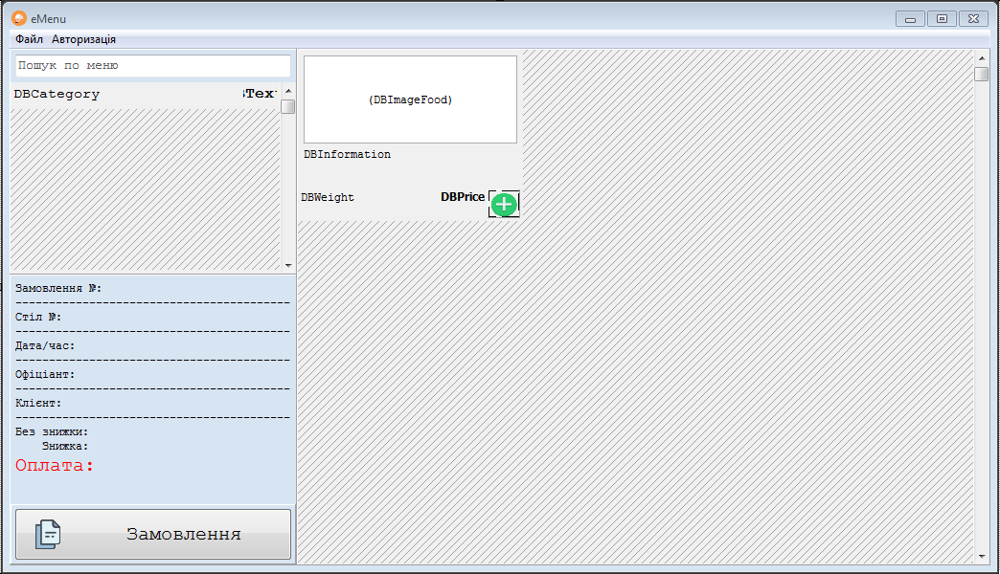 eMenu
Файл Авторизація
Пошук по меню
DBCategory
(DBImageFood)
DBInformation
DBWeight DBPrice
Замовлення №:
Стіл №:
Дата/час:
Офіціант:
Клієнт:
Без знижки:
Знижка:
Оплата:
Замовлення